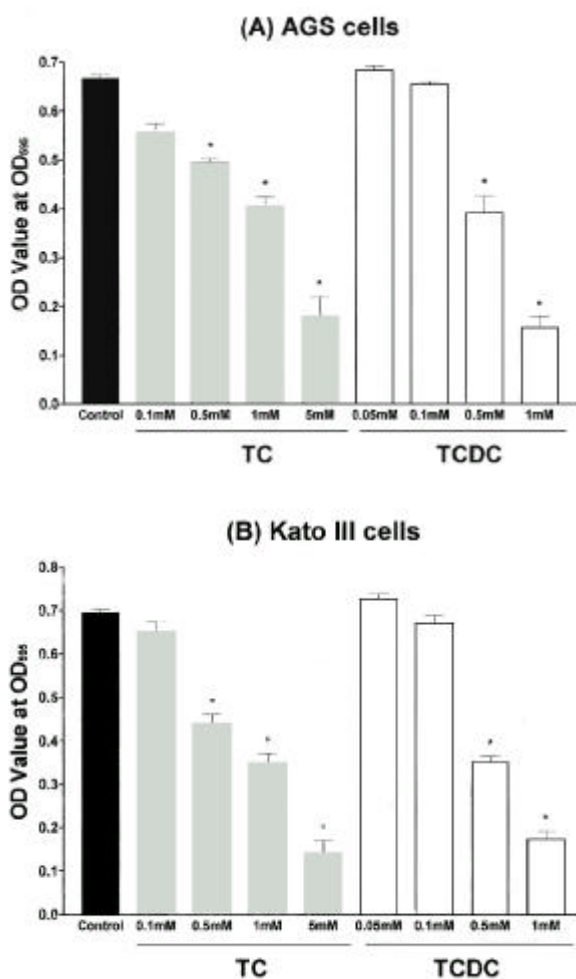 (A) AGS cells
OD Value at OD₅₉₅
0.7
0.6
0.5
0.4
0.3
0.2
0.1
0.0
* * * * *
Control 0.1mM 0.5mM 1mM 5mM 0.05mM 0.1mM 0.5mM 1mM
TC TCDC
(B) Kato III cells
OD Value at OD₅₉₅
0.8
0.7
0.6
0.5
0.4
0.3
0.2
0.1
0.0
* * * * *
Control 0.1mM 0.5mM 1mM 5mM 0.05mM 0.1mM 0.5mM 1mM
TC TCDC